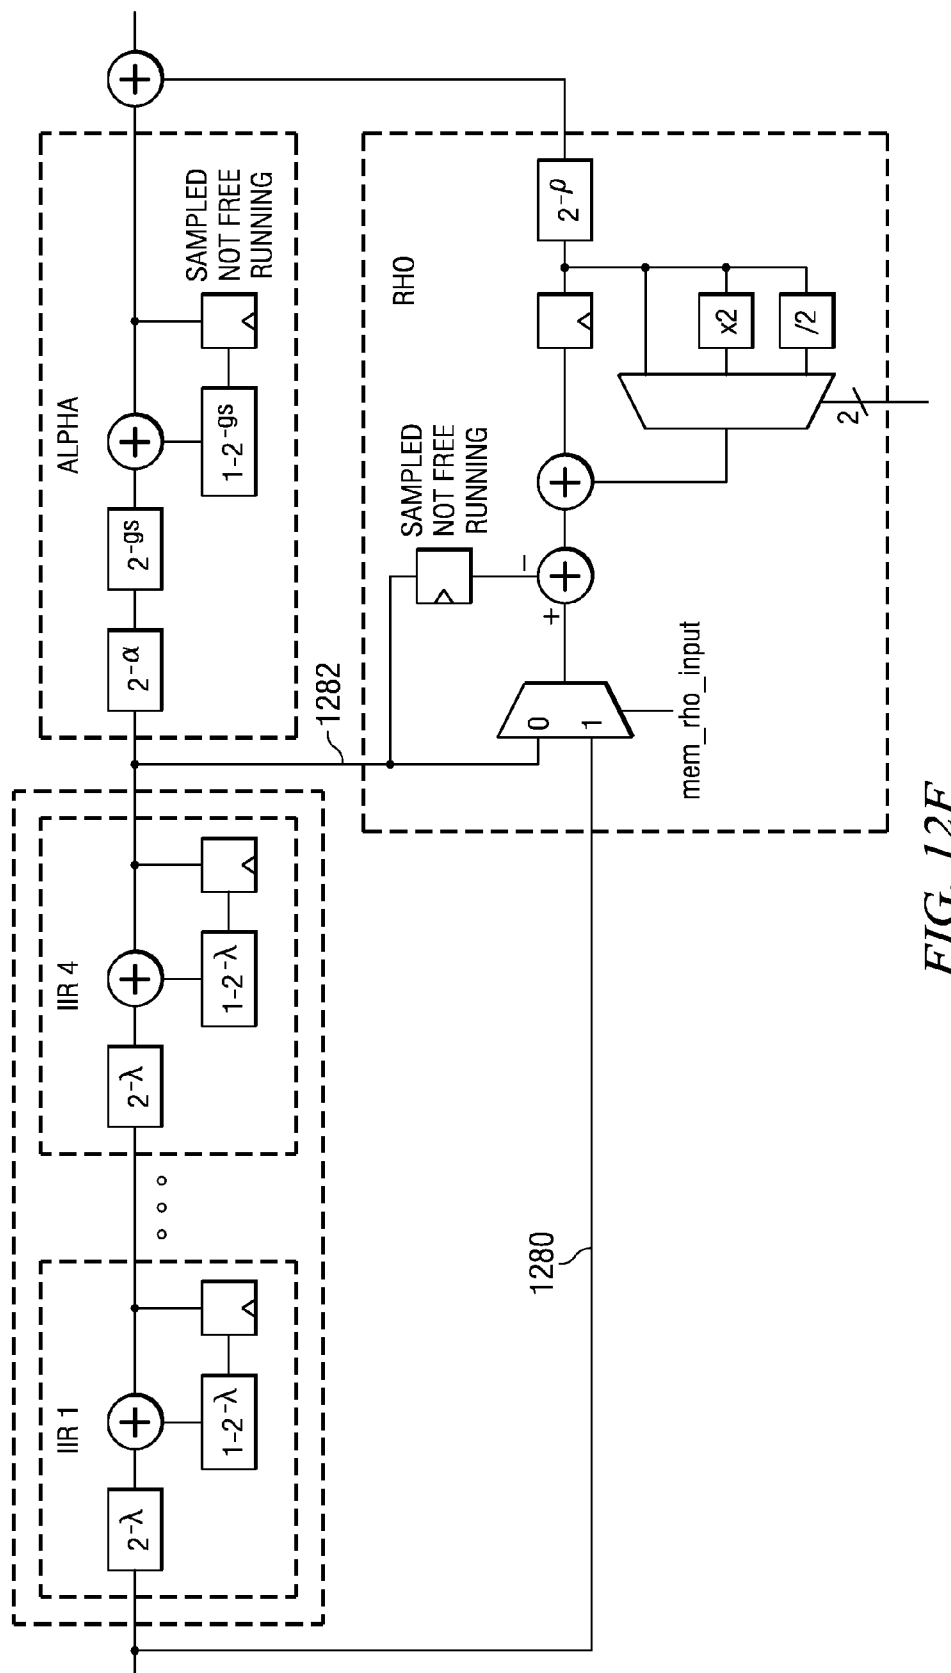 IIR 1
2-λ
1-2-λ
IIR 4
2-λ
1-2-λ
ALPHA
2-α
2-gs
1-2-gs
SAMPLED
NOT FREE
RUNNING
1282
1280
RHO
0
1
mem_rho_input
+
−
SAMPLED
NOT FREE
RUNNING
2-ρ
x2
/2
2
FIG. 12F